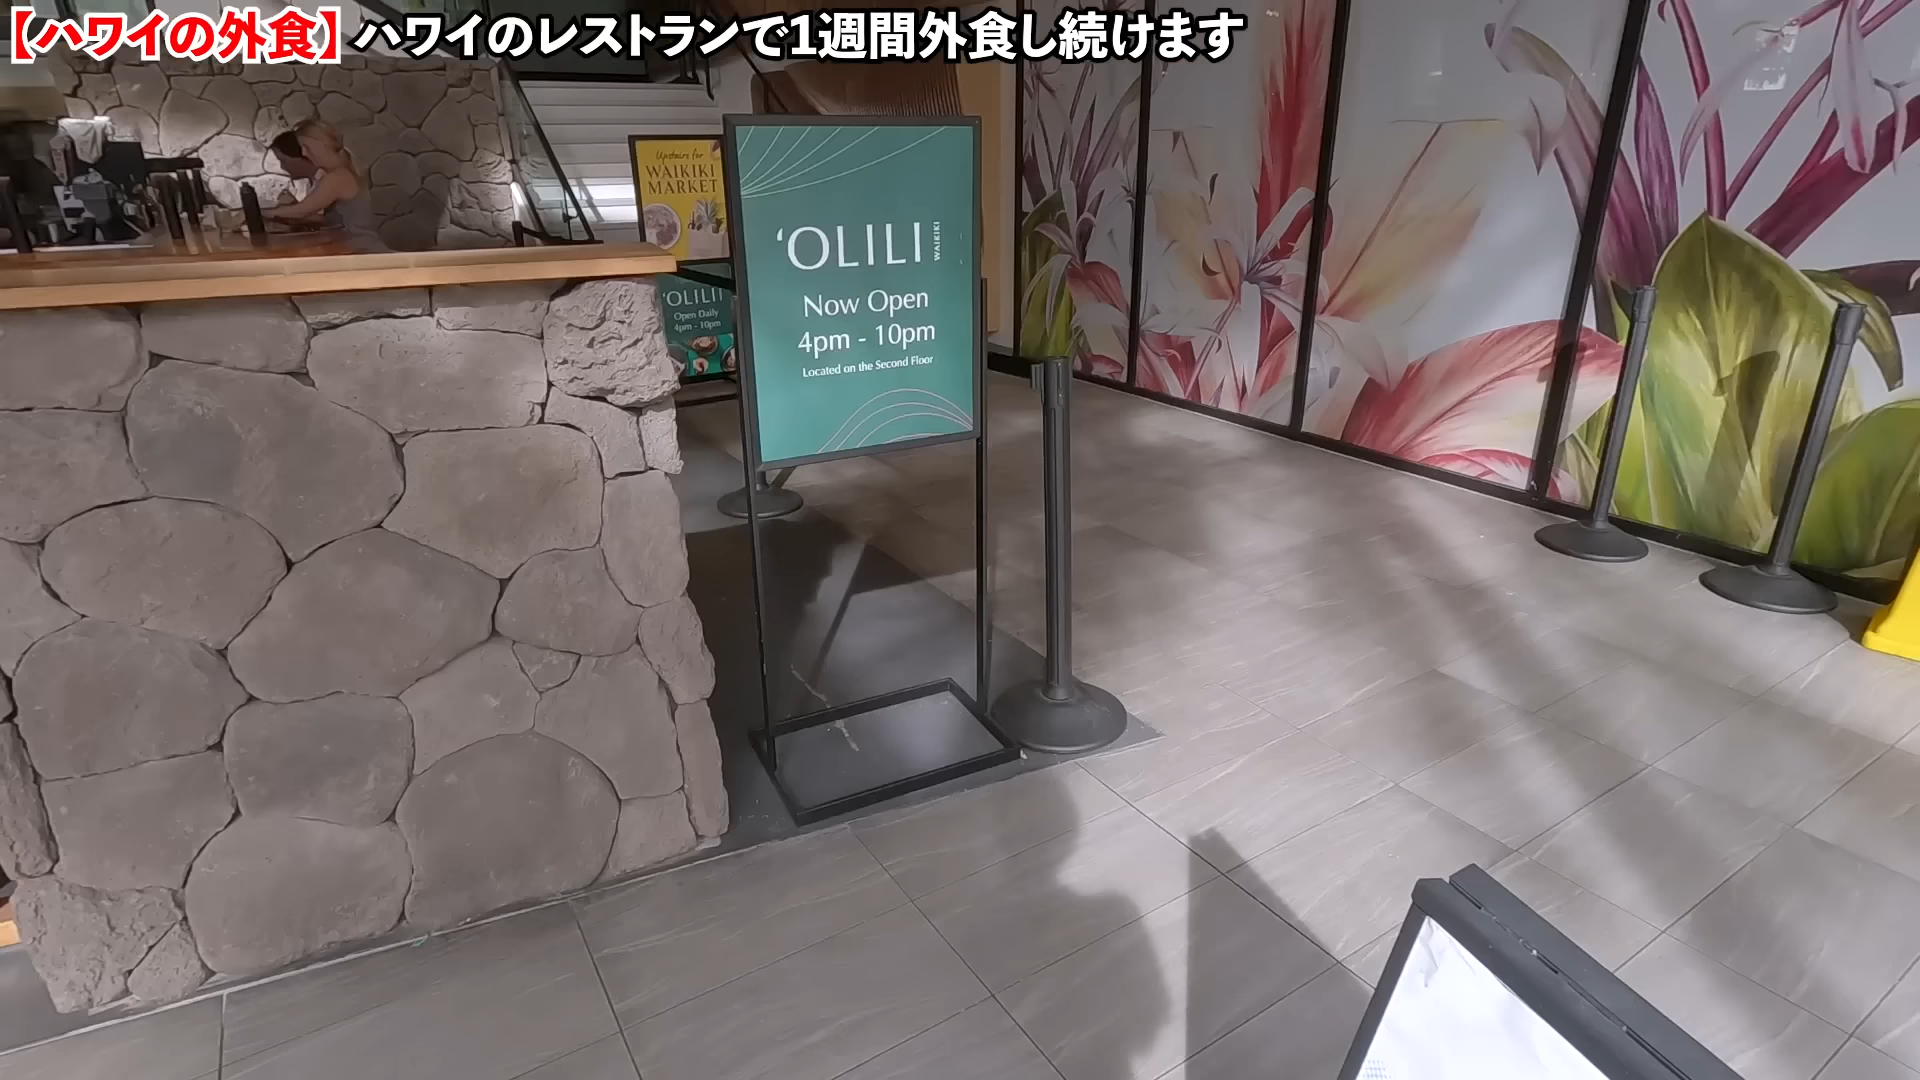 【ハワイの外食】ハワイのレストランで1週間外食し続けます
Upstairs for
WAIKIKI
MARKET
‘OLILI WAIKIKI
Now Open
4pm - 10pm
Located on the Second Floor
‘OLILI
Open Daily
4pm - 10pm